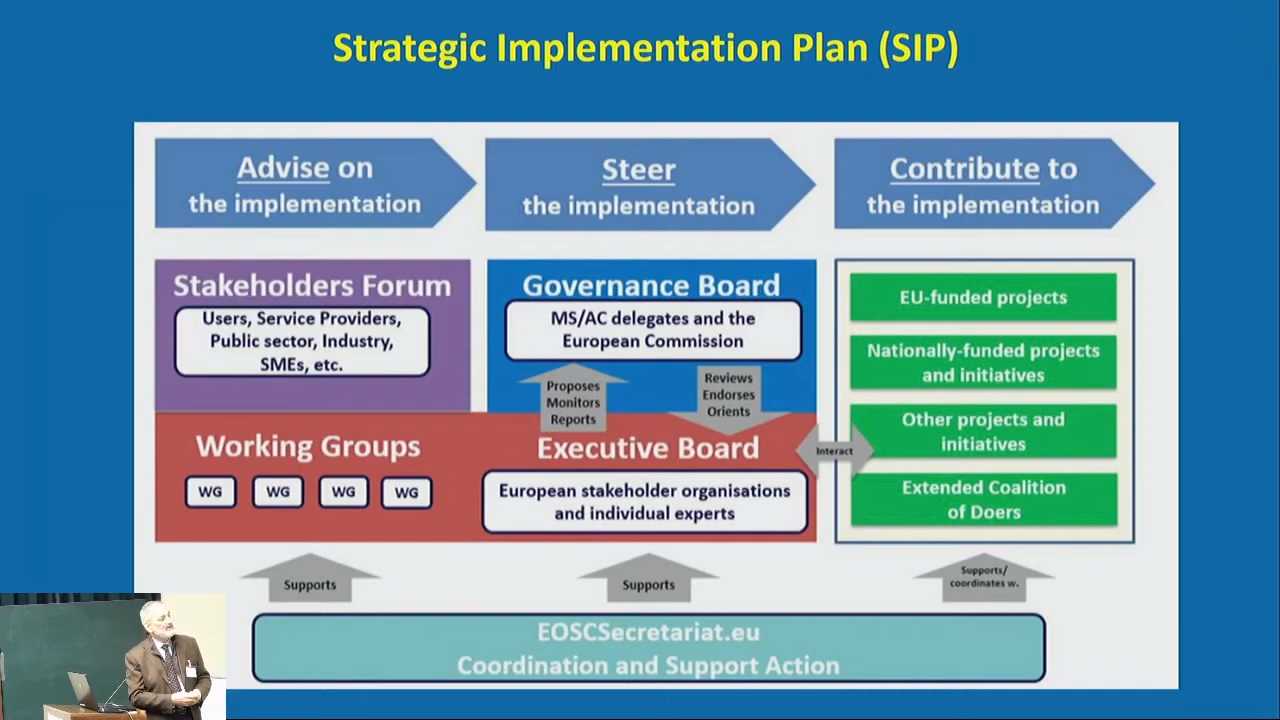 Strategic Implementation Plan (SIP)
Advise on
the implementation
Steer
the implementation
Contribute to
the implementation
Stakeholders Forum
Users, Service Providers,
Public sector, Industry,
SMEs, etc.
Governance Board
MS/AC delegates and the
European Commission
Proposes
Monitors
Reports
Reviews
Endorses
Orients
EU-funded projects
Nationally-funded projects
and initiatives
Other projects and
initiatives
Extended Coalition
of Doers
Working Groups
WG
WG
WG
WG
Executive Board
European stakeholder organisations
and individual experts
Interact
Supports
Supports
Supports/
coordinates w.
EOSCSecretariat.eu
Coordination and Support Action